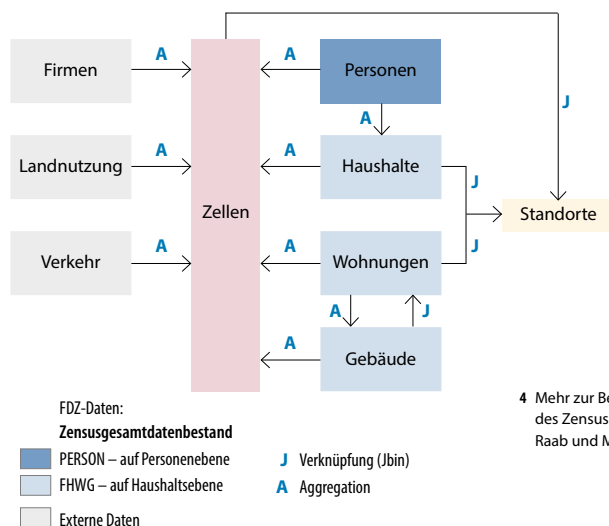 Firmen
A
A
Personen
J
A
Landnutzung
A
A
Haushalte
J
Zellen
Standorte
J
Verkehr
A
A
Wohnungen
A
J
A
Gebäude
FDZ-Daten:
Zensusgesamtdatenbestand
PERSON – auf Personenebene
FHWG – auf Haushaltsebene
Externe Daten
J Verknüpfung (Jbin)
A Aggregation
4 Mehr zur Be
des Zensus
Raab und M